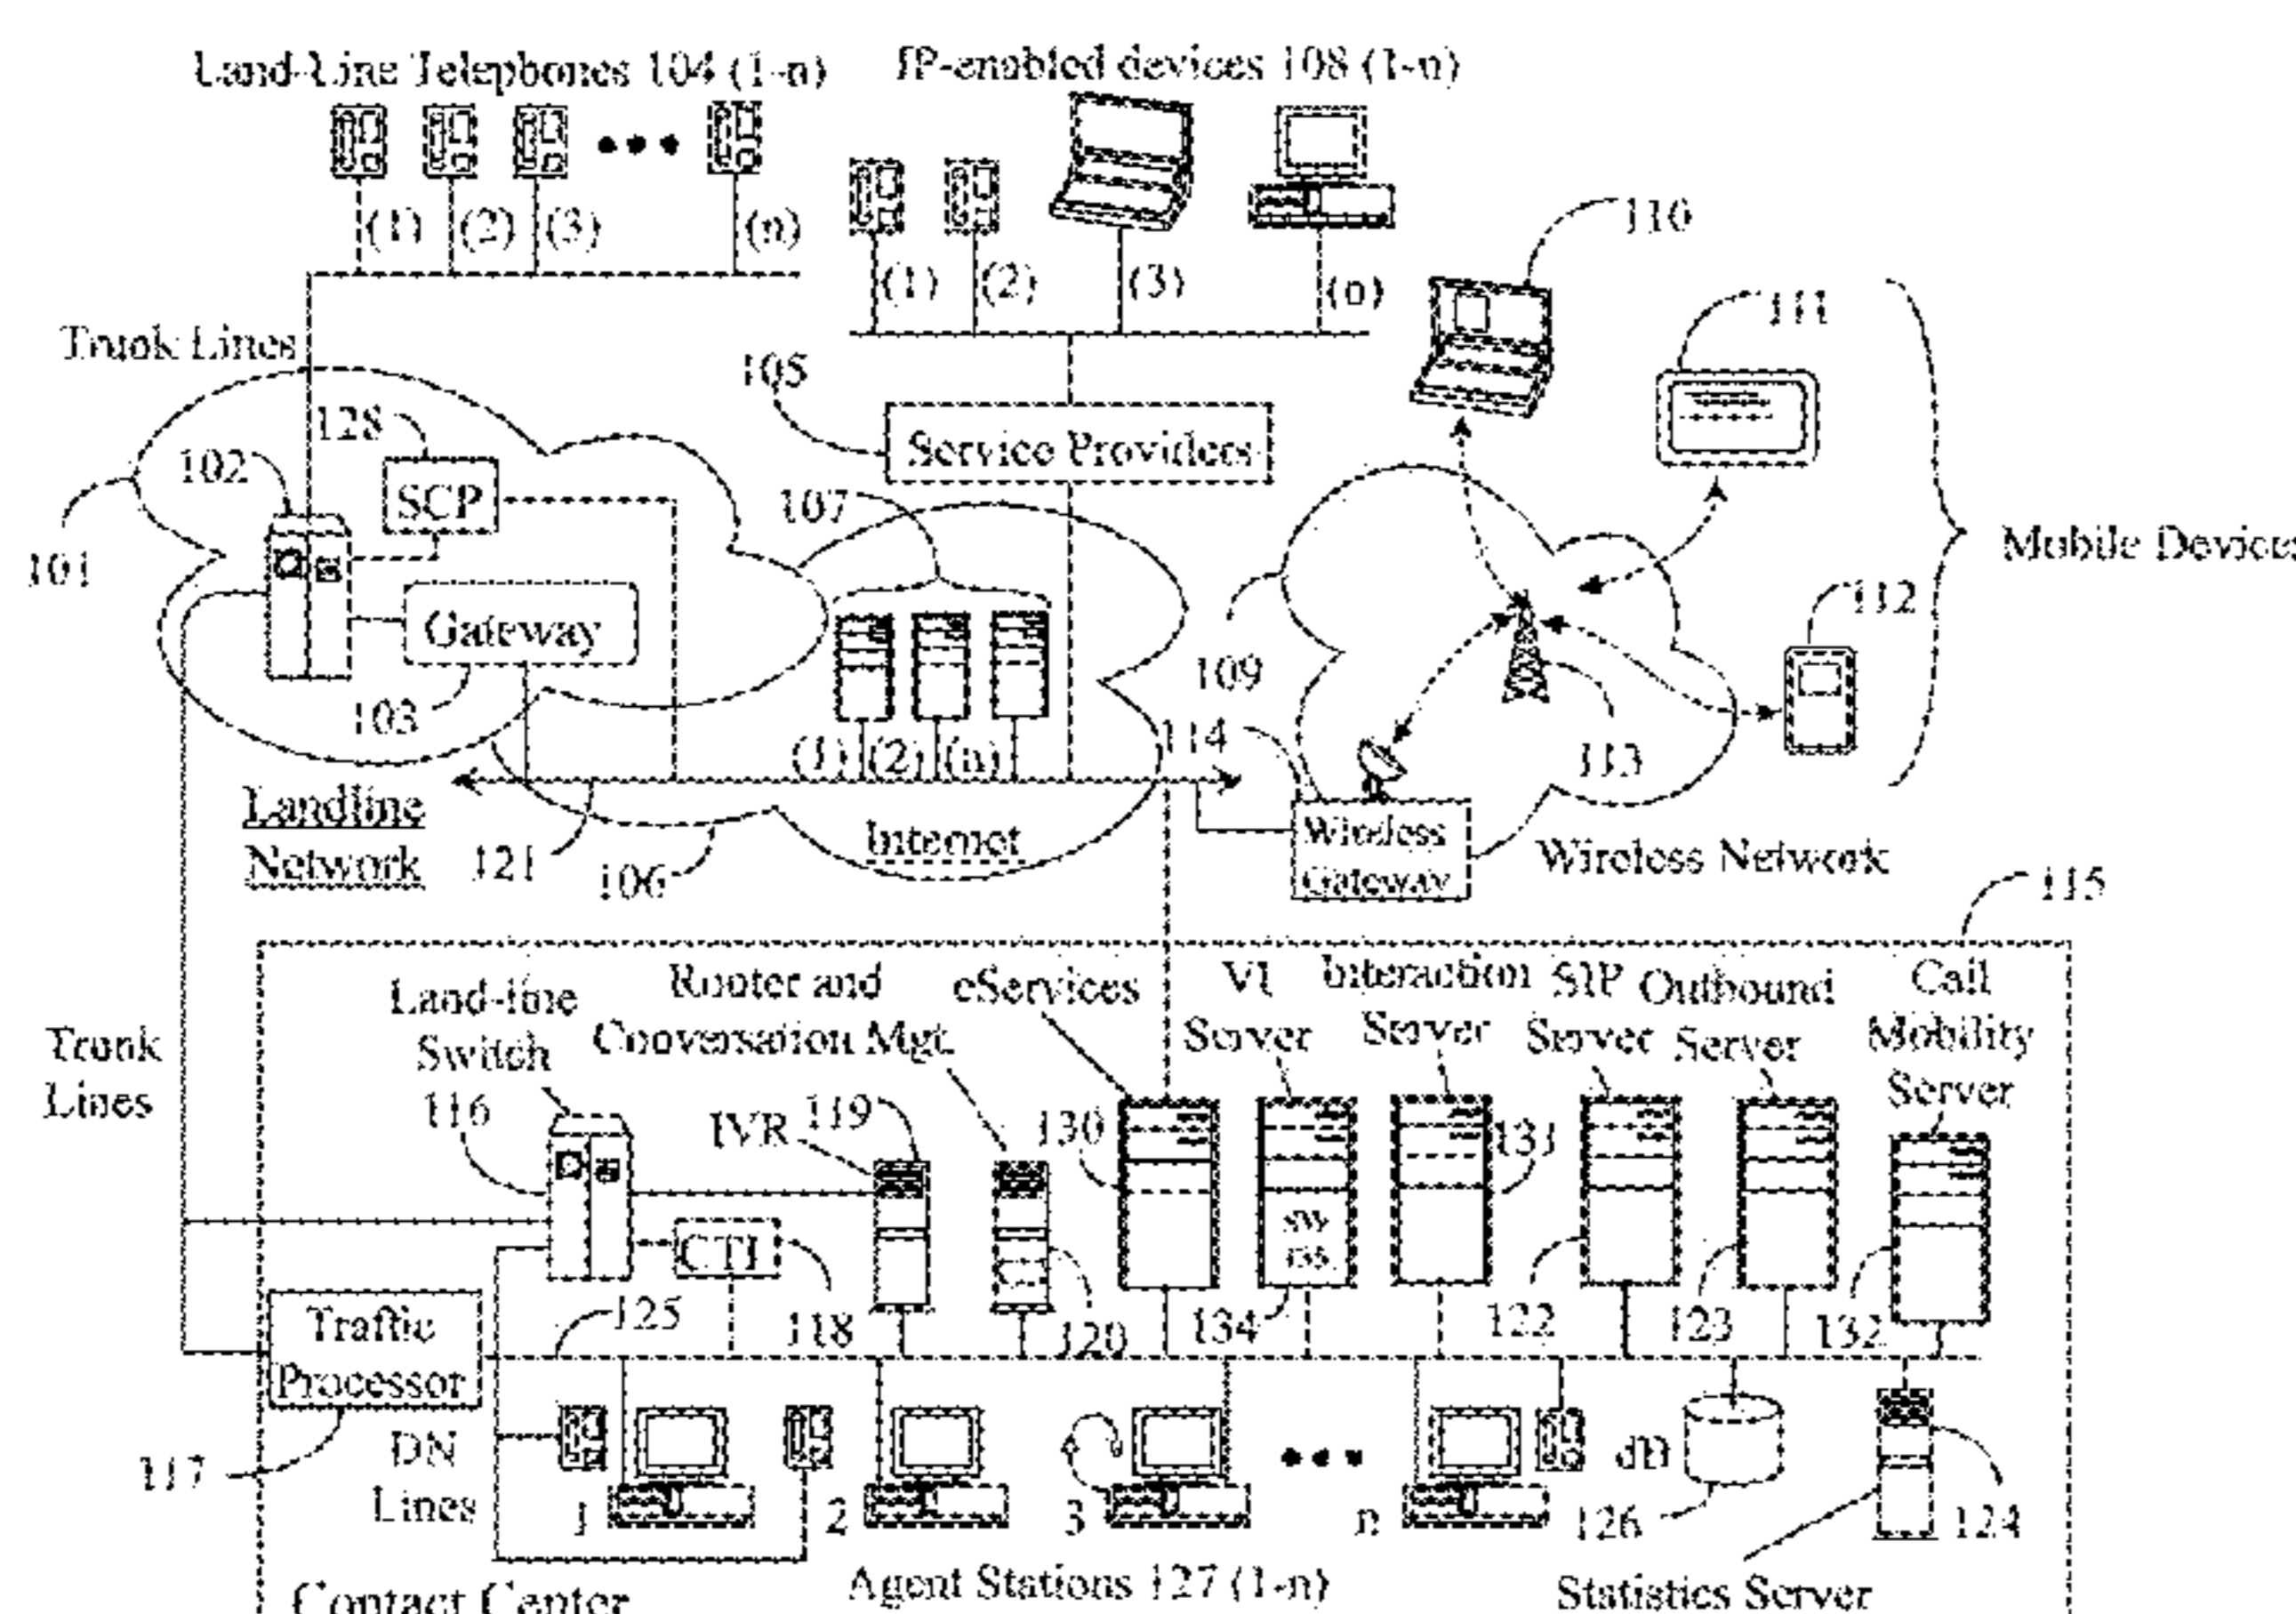 Land-Line Telephones 104 (1-n)
IP-enabled devices 108 (1-n)
(1) (2) (3) (n)
(1) (2) (3) (n)
110
111
Trunk Lines
105
128
102
SCP
Service Providers
107
101
Mobile Devices
112
Gateway
109
103
114
113
(1) (2) (n)
Landline
Network
121
106
Internet
Wireless
Gateway
Wireless Network
115
Trunk
Lines
Land-line
Switch
116
Router and
Conversation Mgt.
eServices
VI
Server
Interaction
Server
SIP
Server
Outbound
Server
Call
Mobility
Server
IVR
119
130
131
SW
135
CTI
118
120
134
122
123
132
Traffic
Processor
125
117
DN
Lines
1
2
3
n
dB
126
124
Contact Center
Agent Stations 127 (1-n)
Statistics Server